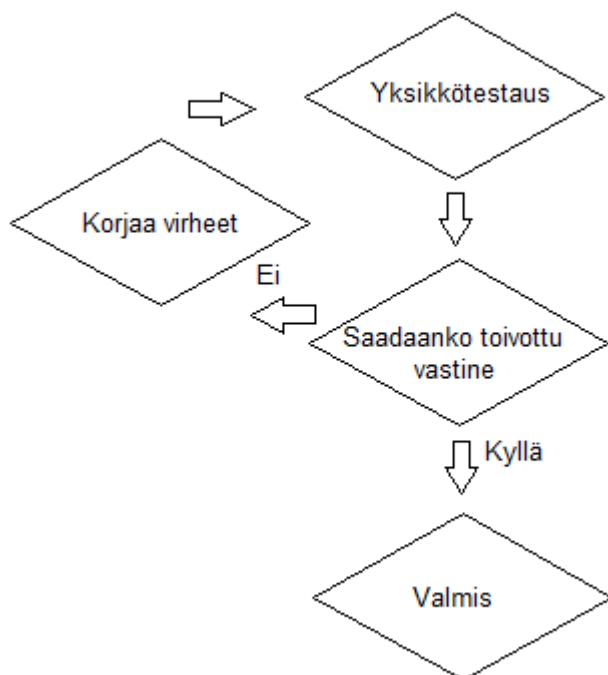 Yksikkötestaus
Korjaa virheet
Ei
Saadaanko toivottu
vastine
Kyllä
Valmis